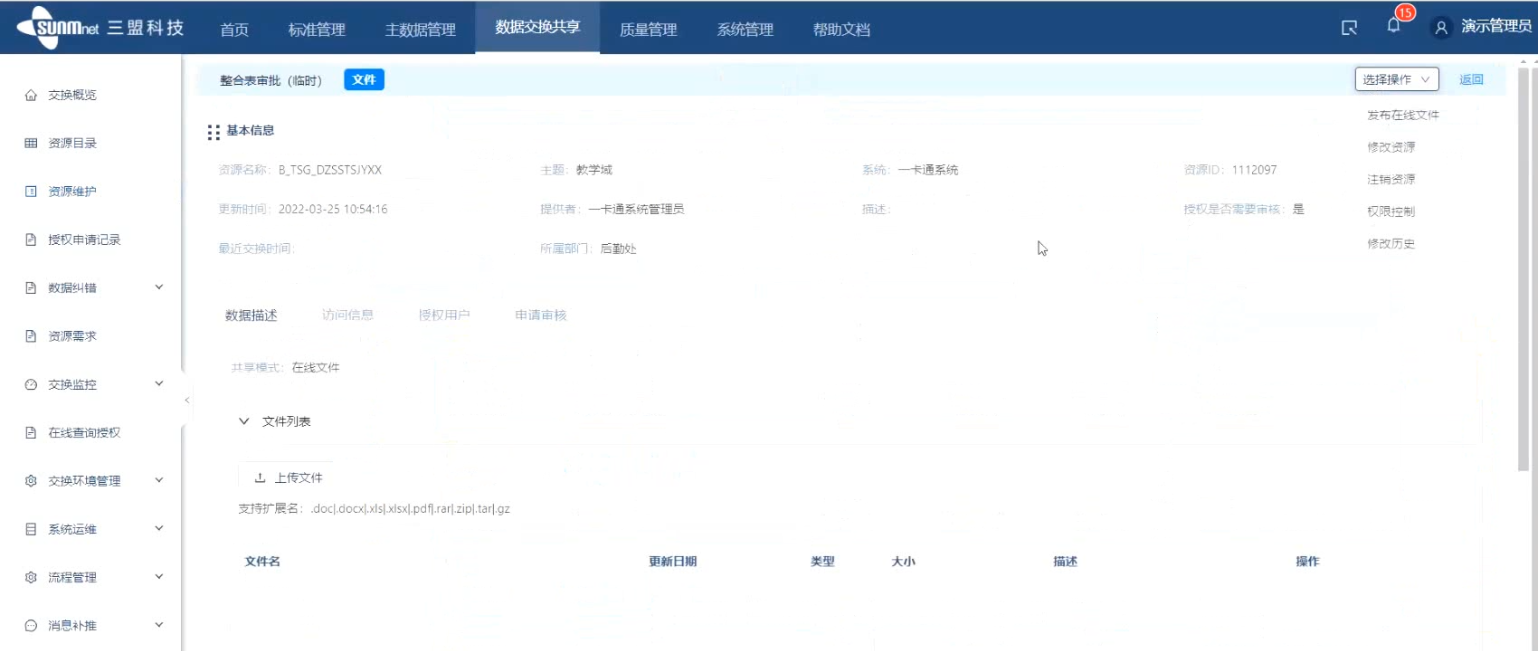 SUNMnet 三盟科技 首页 标准管理 主数据管理 数据交换共享 质量管理 系统管理 帮助文档 15 演示管理员
整合表审批（临时） 文件 选择操作 返回
交换概览
资源目录
资源维护
授权申请记录
数据纠错
资源需求
交换监控
在线查询授权
交换环境管理
系统运维
流程管理
消息补推
发布在线文件
修改资源
注销资源
权限控制
修改历史
基本信息
资源名称： B_TSG_DZSSTSJYXX 主题： 教学域 系统： 一卡通系统 资源ID： 1112097
更新时间： 2022-03-25 10:54:16 提供者： 一卡通系统管理员 描述： 授权是否需要审核： 是
最近交换时间： 所属部门： 后勤处
数据描述 访问信息 授权用户 申请审核
共享模式： 在线文件
文件列表
上传文件
支持扩展名： .doc|.docx|.xls|.xlsx|.pdf|.rar|.zip|.tar|.gz
文件名 更新日期 类型 大小 描述 操作